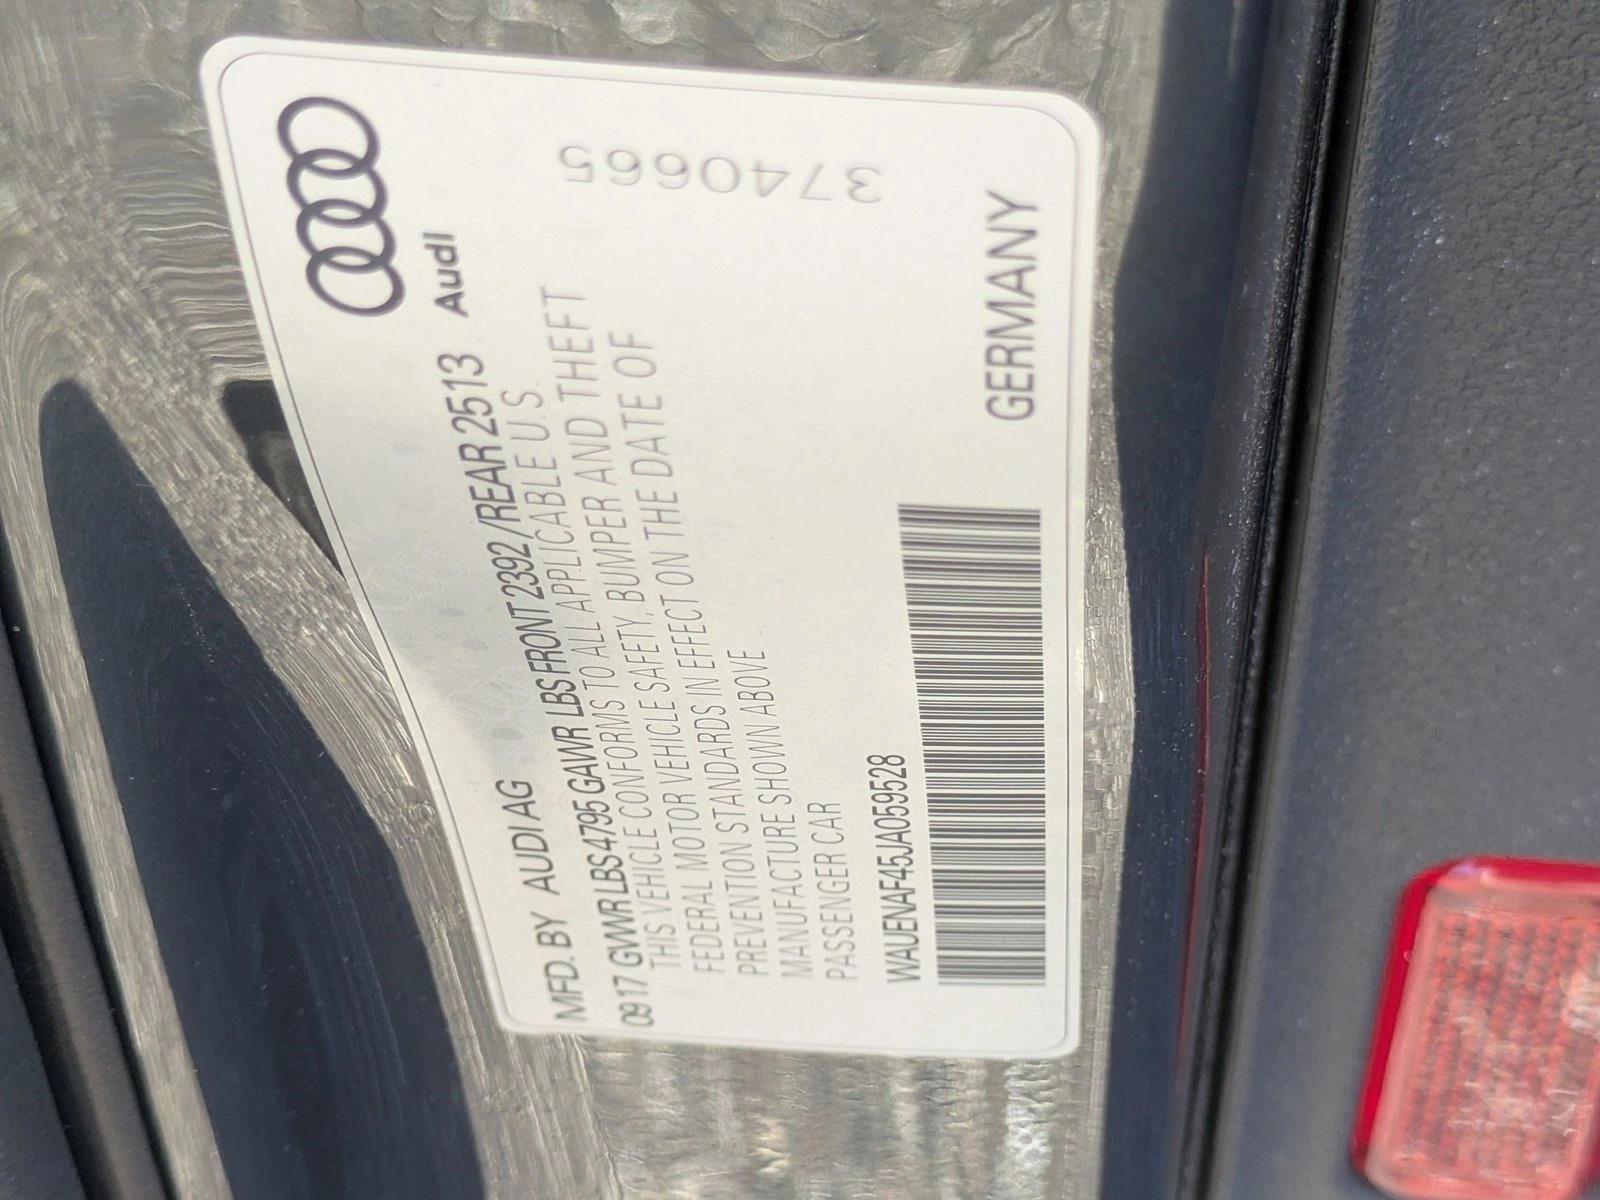 MFD. BY AUDI AG
0917 GVWR LBS 4795 GAWR LBS FRONT 2392 /REAR 2513
Audi
THIS VEHICLE CONFORMS TO ALL APPLICABLE U.S.
FEDERAL MOTOR VEHICLE SAFETY, BUMPER AND THEFT
PREVENTION STANDARDS IN EFFECT ON THE DATE OF
MANUFACTURE SHOWN ABOVE
PASSENGER CAR
3740665
WAUENAF45JA059528
GERMANY